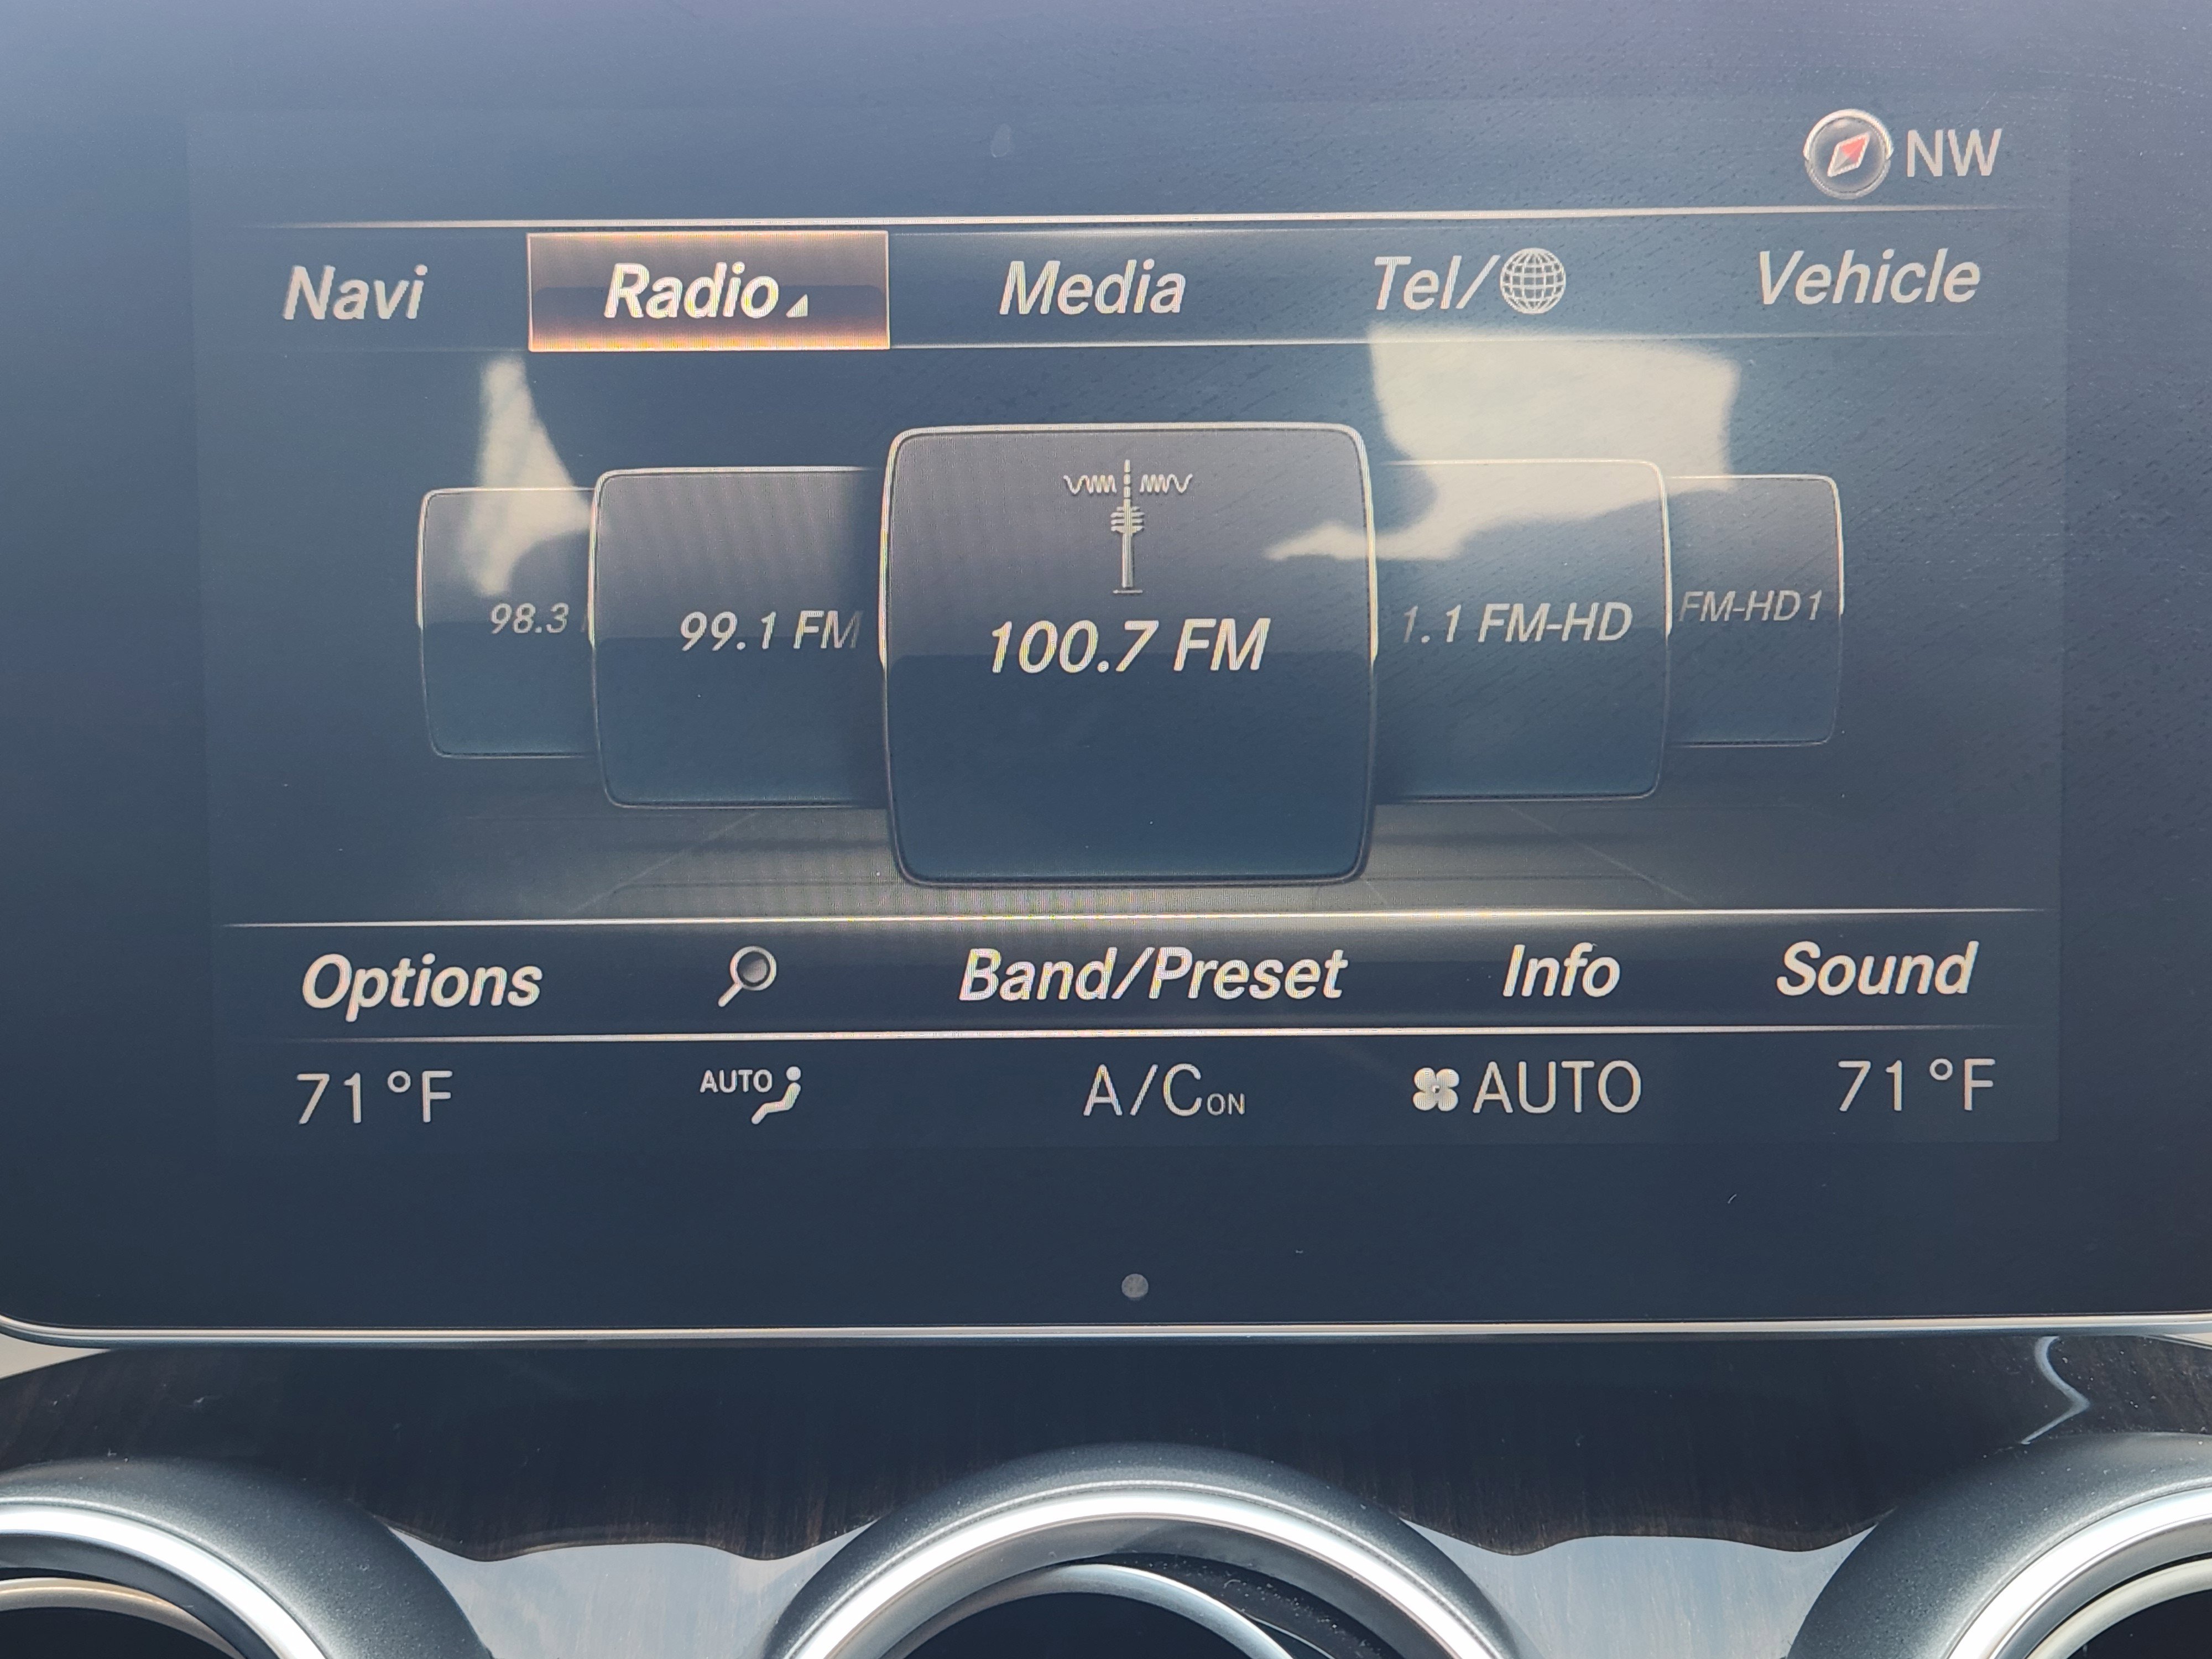 NW
Navi Radio Media Tel/ Vehicle
98.3 99.1 FM 100.7 FM 1.1 FM-HD FM-HD1
Options Band/Preset Info Sound
71°F AUTO A/C ON AUTO 71°F